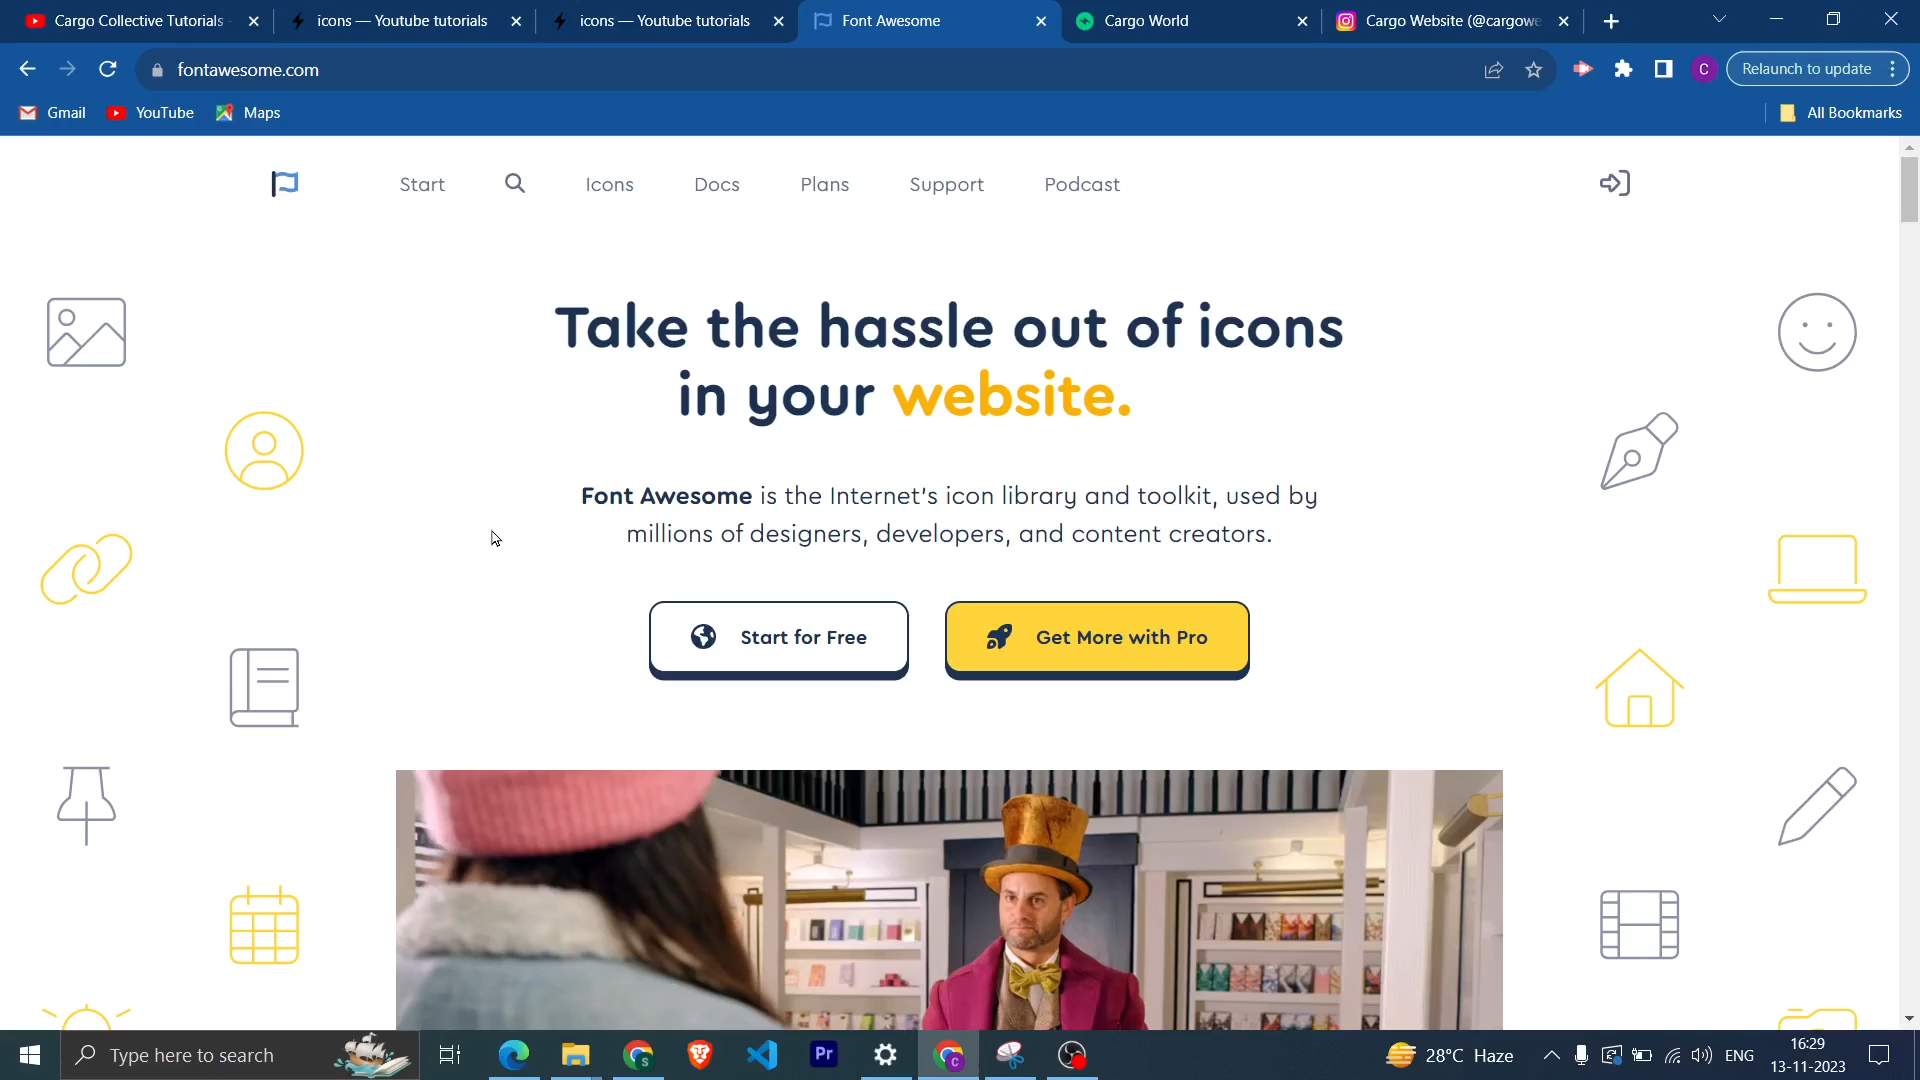 Cargo Collective Tutorials
icons — Youtube tutorials
icons — Youtube tutorials
Font Awesome
Cargo World
Cargo Website (@cargowe
fontawesome.com
C
Relaunch to update
Gmail
YouTube
Maps
All Bookmarks
Start
Icons
Docs
Plans
Support
Podcast
Take the hassle out of icons
in your website.
Font Awesome is the Internet's icon library and toolkit, used by
millions of designers, developers, and content creators.
Start for Free
Get More with Pro
Type here to search
S
Pr
C
28°C Haze
ENG
16:29
13-11-2023